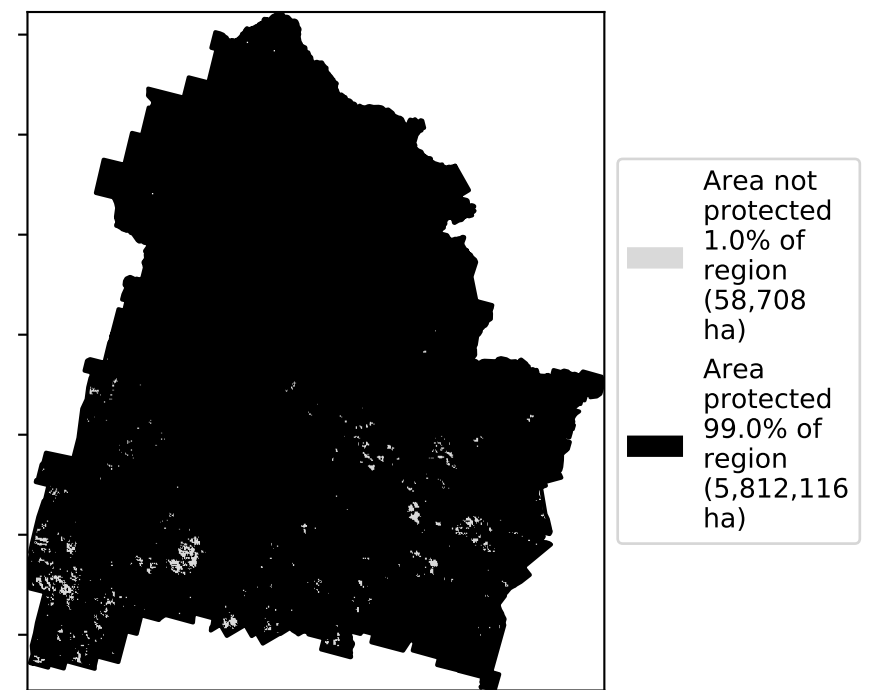 Area not
protected
1.0% of
region
(58,708
ha)
Area
protected
99.0% of
region
(5,812,116
ha)